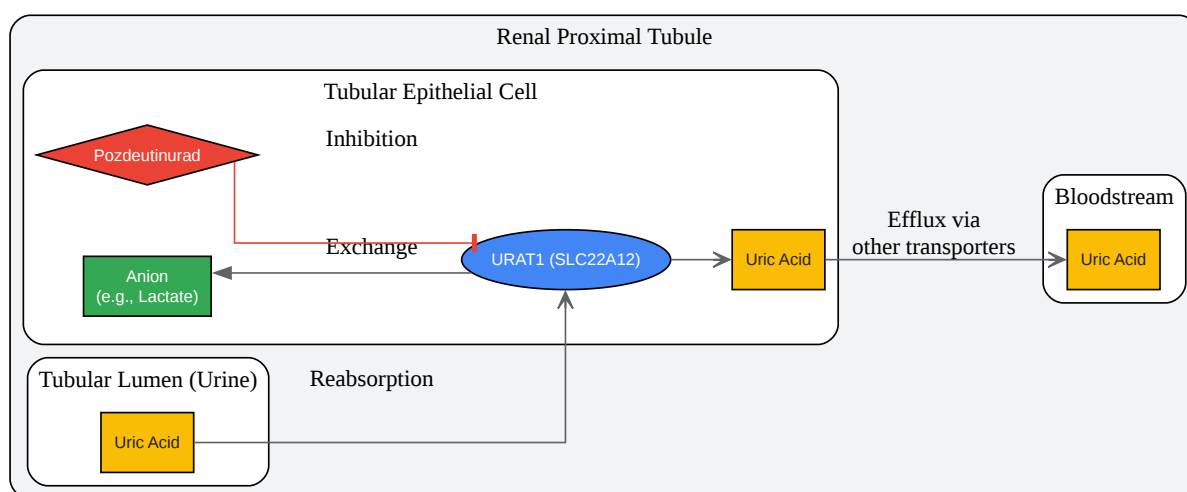 Renal Proximal Tubule
Tubular Epithelial Cell
Inhibition
Pozdeutinurad
Exchange
Anion
(e.g., Lactate)
URAT1 (SLC22A12)
Uric Acid
Efflux via
other transporters
Bloodstream
Uric Acid
Tubular Lumen (Urine)
Reabsorption
Uric Acid